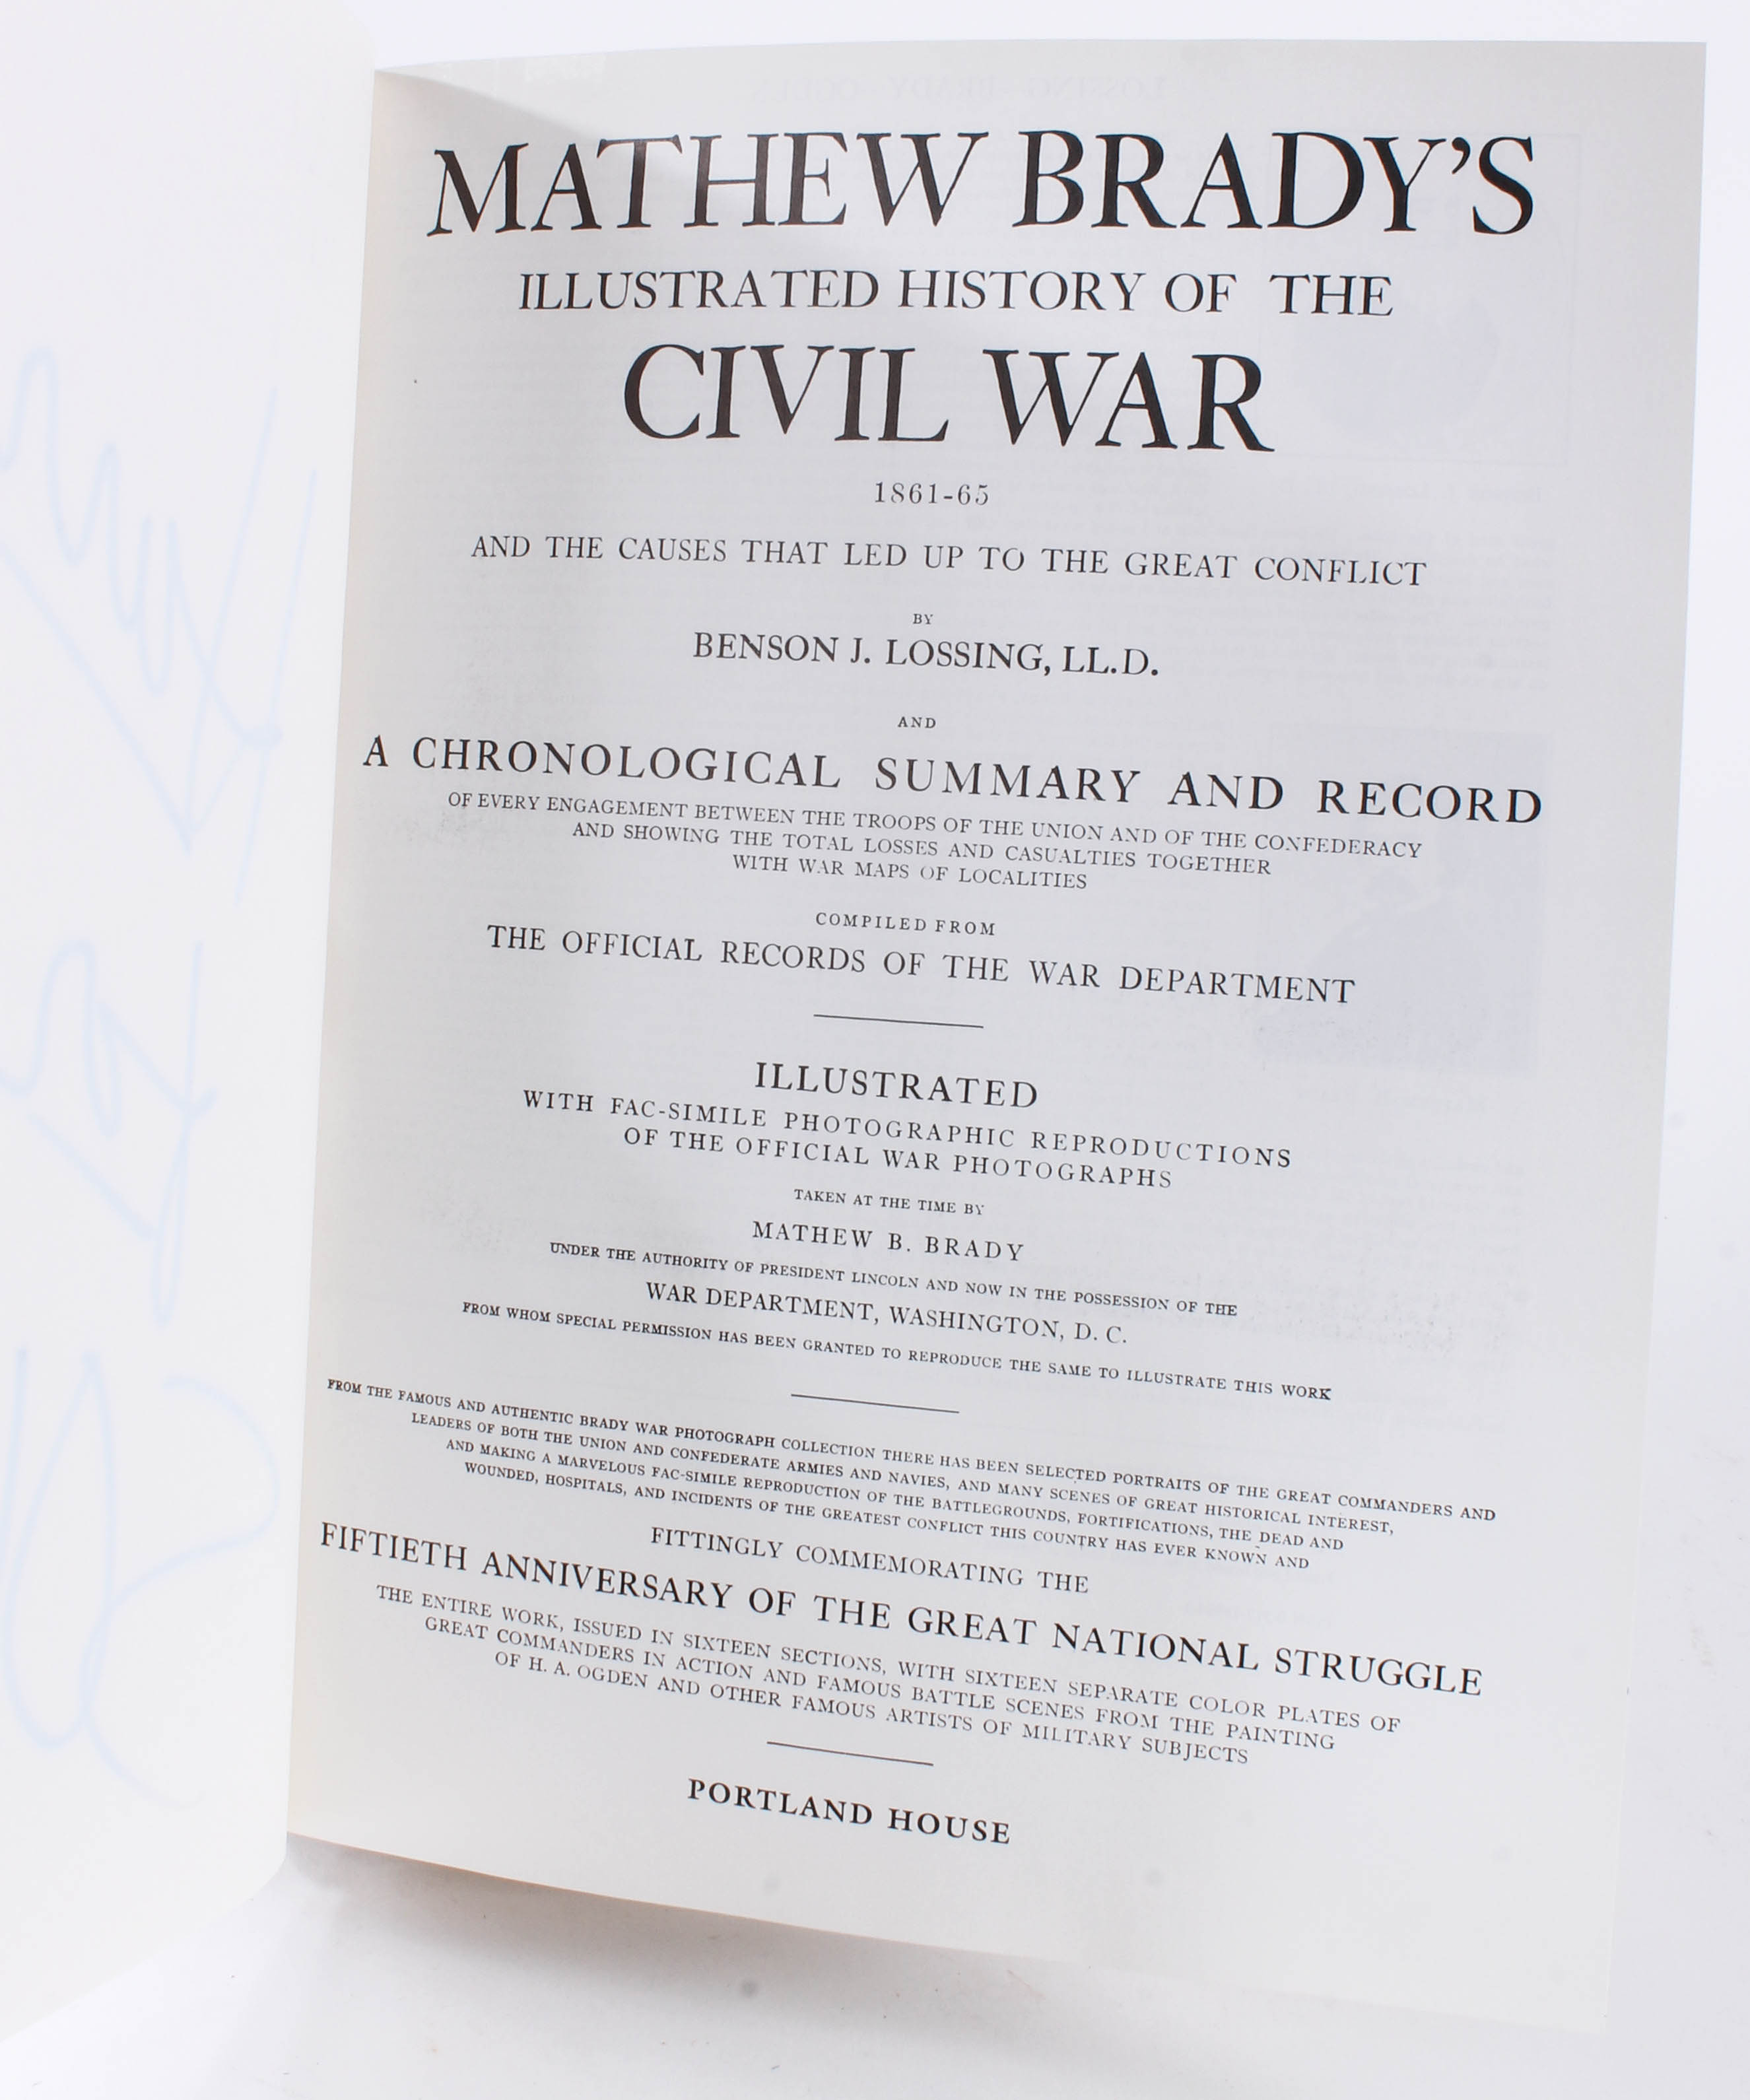 MATHEW BRADY'S
ILLUSTRATED HISTORY OF THE
CIVIL WAR
1861-65
AND THE CAUSES THAT LED UP TO THE GREAT CONFLICT
BY
BENSON J. LOSSING, LL.D.
AND
A CHRONOLOGICAL SUMMARY AND RECORD
OF EVERY ENGAGEMENT BETWEEN THE TROOPS OF THE UNION AND OF THE CONFEDERACY
AND SHOWING THE TOTAL LOSSES AND CASUALTIES TOGETHER
WITH WAR MAPS OF LOCALITIES
COMPILED FROM
THE OFFICIAL RECORDS OF THE WAR DEPARTMENT
ILLUSTRATED
WITH FAC-SIMILE PHOTOGRAPHIC REPRODUCTIONS
OF THE OFFICIAL WAR PHOTOGRAPHS
TAKEN AT THE TIME BY
MATHEW B. BRADY
UNDER THE AUTHORITY OF PRESIDENT LINCOLN AND NOW IN THE POSSESSION OF THE
WAR DEPARTMENT, WASHINGTON, D. C.
FROM WHOM SPECIAL PERMISSION HAS BEEN GRANTED TO REPRODUCE THE SAME TO ILLUSTRATE THIS WORK
FROM THE FAMOUS AND AUTHENTIC BRADY WAR PHOTOGRAPH COLLECTION THERE HAS BEEN SELECTED PORTRAITS OF THE GREAT COMMANDERS AND
LEADERS OF BOTH THE UNION AND CONFEDERATE ARMIES AND NAVIES, AND MANY SCENES OF GREAT HISTORICAL INTEREST,
AND MAKING A MARVELOUS FAC-SIMILE REPRODUCTION OF THE BATTLEGROUNDS, FORTIFICATIONS, THE DEAD AND
WOUNDED, HOSPITALS, AND INCIDENTS OF THE GREATEST CONFLICT THIS COUNTRY HAS EVER KNOWN AND
FITTINGLY COMMEMORATING THE
FIFTIETH ANNIVERSARY OF THE GREAT NATIONAL STRUGGLE
THE ENTIRE WORK, ISSUED IN SIXTEEN SECTIONS, WITH SIXTEEN SEPARATE COLOR PLATES OF
GREAT COMMANDERS IN ACTION AND FAMOUS BATTLE SCENES FROM THE PAINTING
OF H. A. OGDEN AND OTHER FAMOUS ARTISTS OF MILITARY SUBJECTS
PORTLAND HOUSE